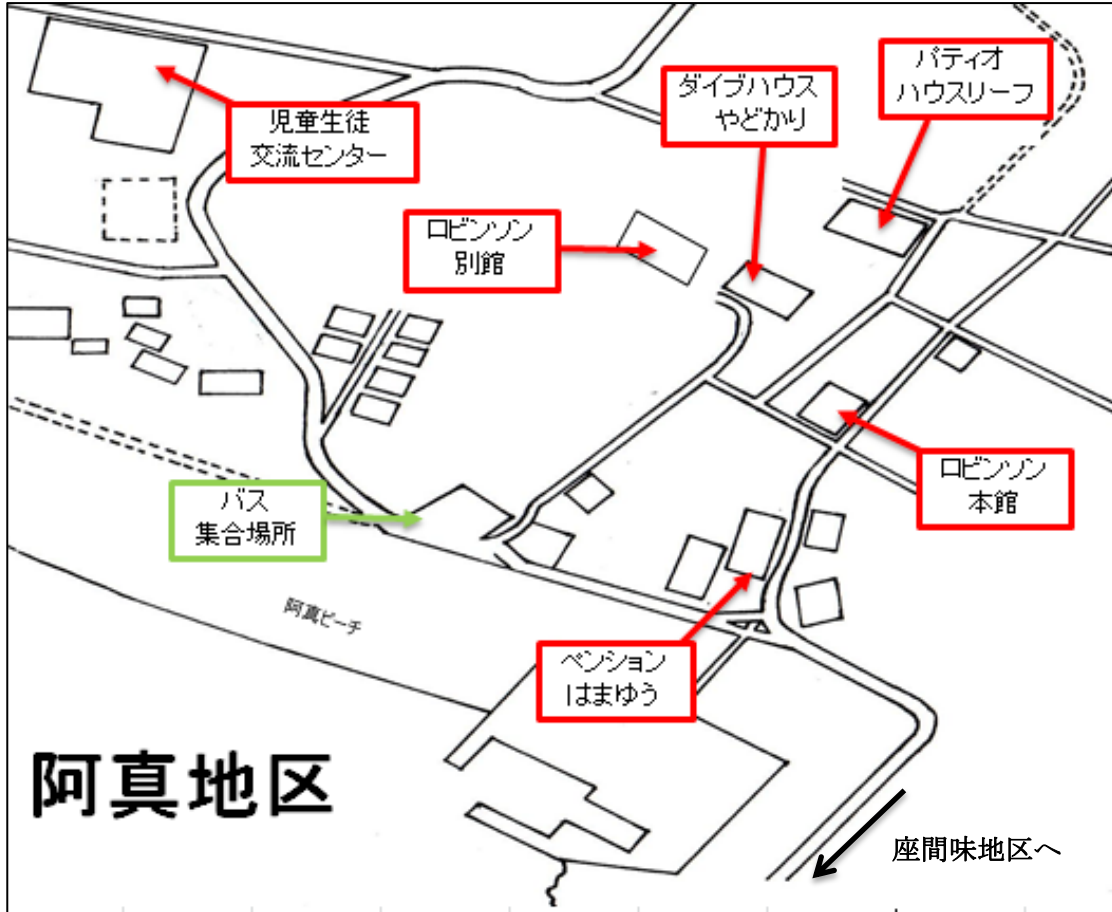 パティオ
ハウスリーフ
ダイブハウス
やどかり
児童生徒
交流センター
ロビンソン
別館
ロビンソン
本館
バス
集合場所
阿真ビーチ
ペンション
はまゆう
阿真地区
座間味地区へ